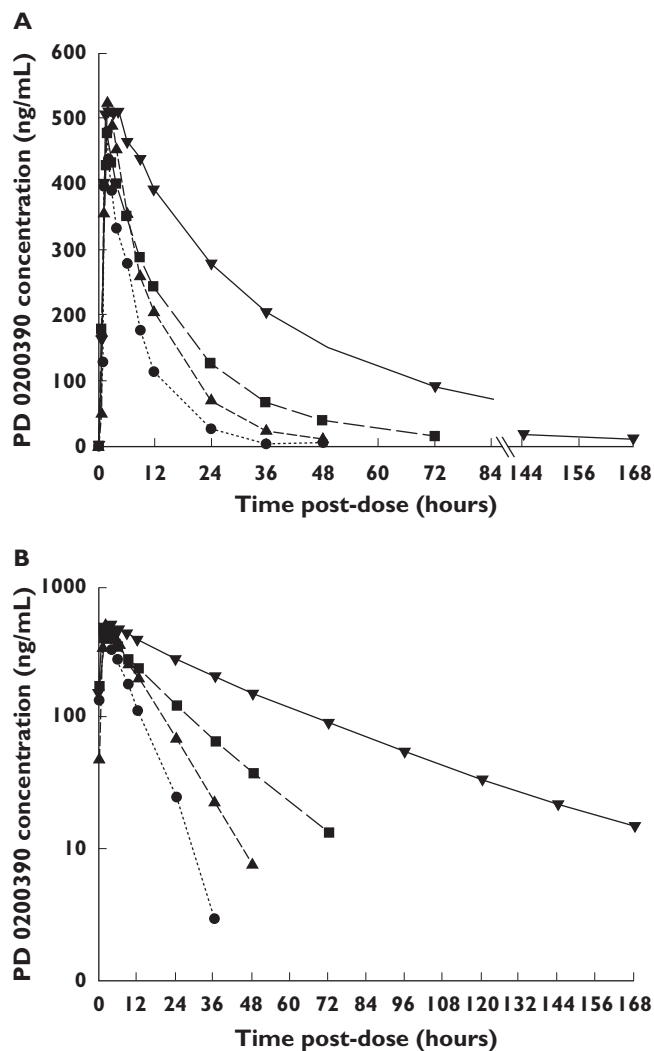 A
PD 0200390 concentration (ng/mL)
600
500
400
300
200
100
0
0 12 24 36 48 60 72 84 144 156 168
Time post-dose (hours)
B
PD 0200390 concentration (ng/mL)
1000
100
10
0
0 12 24 36 48 60 72 84 96 108 120 132 144 156 168
Time post-dose (hours)